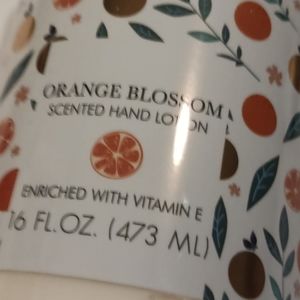 ORANGE BLOSSOM
SCENTED HAND LOTION
ENRICHED WITH VITAMIN E
16 FL.OZ. (473 ML)